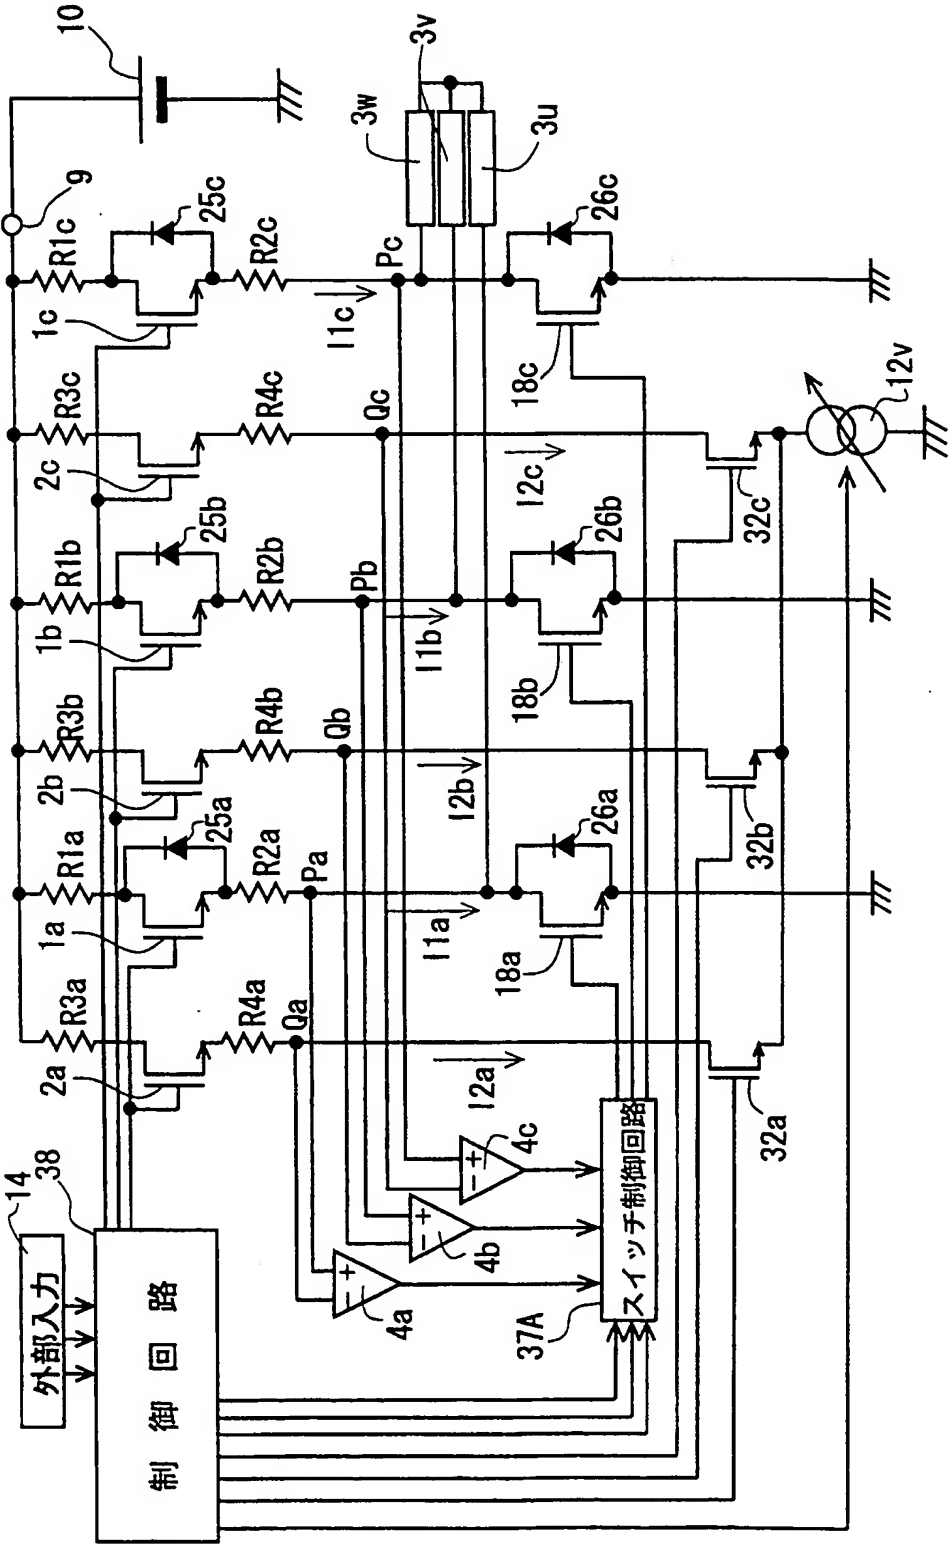 10
9
R1c
25c
1c
R2c
Pc
I1c
3w
3v
3u
26c
18c
R3c
2c
R4c
Qc
I2c
32c
12v
R1b
25b
1b
R2b
Pb
I1b
26b
18b
R3b
2b
R4b
Qb
I2b
32b
R1a
25a
1a
R2a
Pa
I1a
26a
18a
R3a
2a
R4a
Qa
I2a
32a
14
外部入力
38
制御回路
+
−
4c
+
−
4b
+
−
4a
37A
スイッチ制御回路